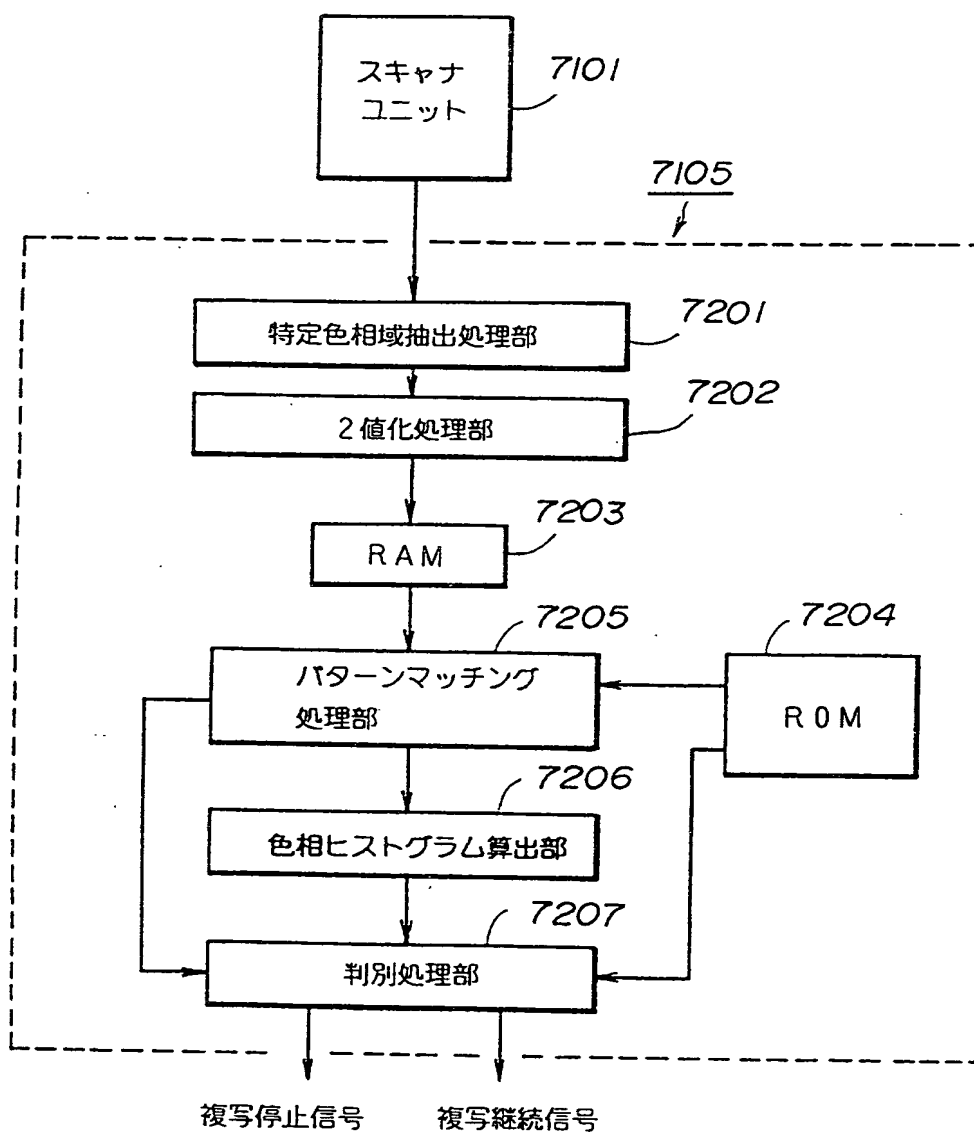 スキャナ
ユニット
7101
7105
特定色相域抽出処理部
7201
2値化処理部
7202
RAM
7203
パターンマッチング
処理部
7205
ROM
7204
色相ヒストグラム算出部
7206
判別処理部
7207
複写停止信号
複写継続信号